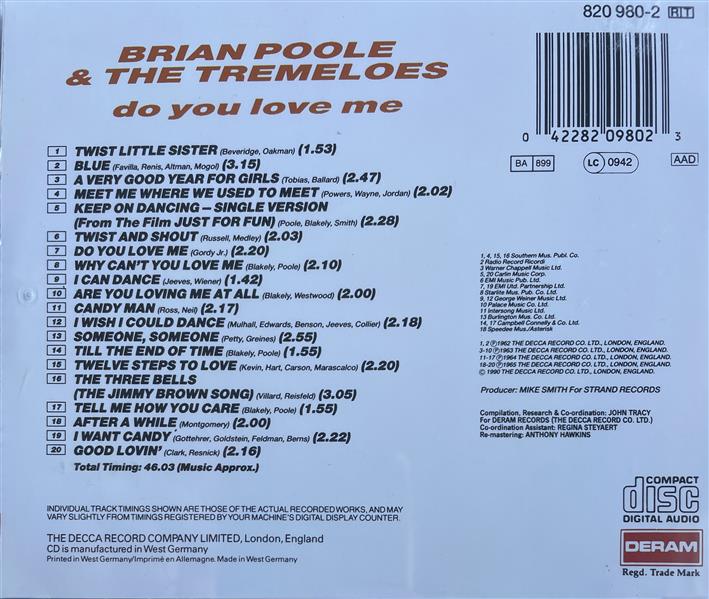 820 980-2 RIT
BRIAN POOLE
& THE TREMELOES
do you love me
0 42282 09802 3
BA 899
LC 0942
AAD
1 TWIST LITTLE SISTER (Beveridge, Oakman) (1.53)
2 BLUE (Favilla, Renis, Altman, Mogol) (3.15)
3 A VERY GOOD YEAR FOR GIRLS (Tobias, Ballard) (2.47)
4 MEET ME WHERE WE USED TO MEET (Powers, Wayne, Jordan) (2.02)
5 KEEP ON DANCING – SINGLE VERSION
(From The Film JUST FOR FUN) (Poole, Blakely, Smith) (2.28)
6 TWIST AND SHOUT (Russell, Medley) (2.03)
7 DO YOU LOVE ME (Gordy Jr.) (2.20)
8 WHY CAN'T YOU LOVE ME (Blakely, Poole) (2.10)
9 I CAN DANCE (Jeeves, Wiener) (1.42)
10 ARE YOU LOVING ME AT ALL (Blakely, Westwood) (2.00)
11 CANDY MAN (Ross, Neil) (2.17)
12 I WISH I COULD DANCE (Mulhall, Edwards, Benson, Jeeves, Collier) (2.18)
13 SOMEONE, SOMEONE (Petty, Greines) (2.55)
14 TILL THE END OF TIME (Blakely, Poole) (1.55)
15 TWELVE STEPS TO LOVE (Kevin, Hart, Carson, Marascalco) (2.20)
16 THE THREE BELLS
(THE JIMMY BROWN SONG) (Villard, Reisfeld) (3.05)
17 TELL ME HOW YOU CARE (Blakely, Poole) (1.55)
18 AFTER A WHILE (Montgomery) (2.00)
19 I WANT CANDY (Gottehrer, Goldstein, Feldman, Berns) (2.22)
20 GOOD LOVIN' (Clark, Resnick) (2.16)
Total Timing: 46.03 (Music Approx.)
1, 4, 15, 16 Southern Mus. Publ. Co.
2 Radio Record Ricordi
3 Warner Chappell Music Ltd.
5, 20 Carlin Music Corp.
6 EMI Music Pub. Ltd.
7, 19 EMI Utd. Partnership Ltd.
8 Starlite Mus. Pub. Co. Ltd.
9, 12 George Weiner Music Ltd.
10 Palace Music Co. Ltd.
11 Intersong Music Ltd.
13 Burlington Mus. Co. Ltd.
14, 17 Campbell Connelly & Co. Ltd.
18 Speedee Mus./Asterisk
1, 2 ℗1962 THE DECCA RECORD CO. LTD., LONDON, ENGLAND.
3-10 ℗1963 THE DECCA RECORD CO. LTD., LONDON, ENGLAND.
11-17 ℗1964 THE DECCA RECORD CO. LTD., LONDON, ENGLAND.
18-20 ℗1965 THE DECCA RECORD CO. LTD., LONDON, ENGLAND.
© 1990 THE DECCA RECORD CO. LTD., LONDON, ENGLAND.
Producer: MIKE SMITH For STRAND RECORDS
Compilation, Research & Co-ordination: JOHN TRACY
For DERAM RECORDS (THE DECCA RECORD CO. LTD.)
Co-ordination Assistant: REGINA STEYAERT
Re-mastering: ANTHONY HAWKINS
INDIVIDUAL TRACK TIMINGS SHOWN ARE THOSE OF THE ACTUAL RECORDED WORKS, AND MAY
VARY SLIGHTLY FROM TIMINGS REGISTERED BY YOUR MACHINE'S DIGITAL DISPLAY COUNTER.
THE DECCA RECORD COMPANY LIMITED, London, England
CD is manufactured in West Germany
Printed in West Germany/Imprimé en Allemagne. Made in West Germany
COMPACT
disc
DIGITAL AUDIO
DERAM
Regd. Trade Mark